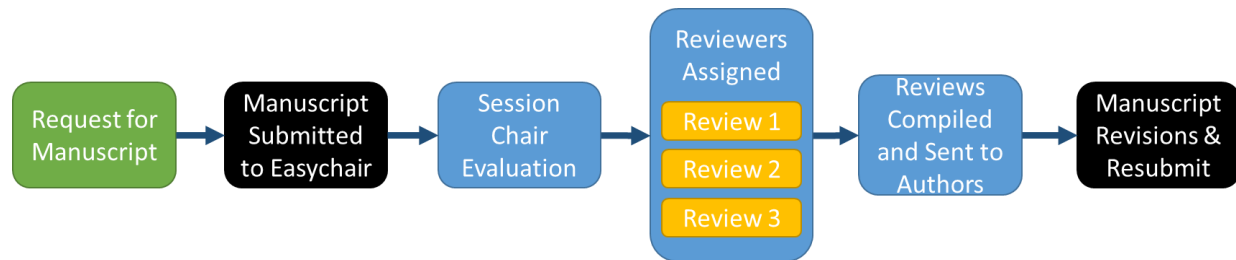 Request for
Manuscript
Manuscript
Submitted
to Easychair
Session
Chair
Evaluation
Reviewers
Assigned
Review 1
Review 2
Review 3
Reviews
Compiled
and Sent to
Authors
Manuscript
Revisions &
Resubmit